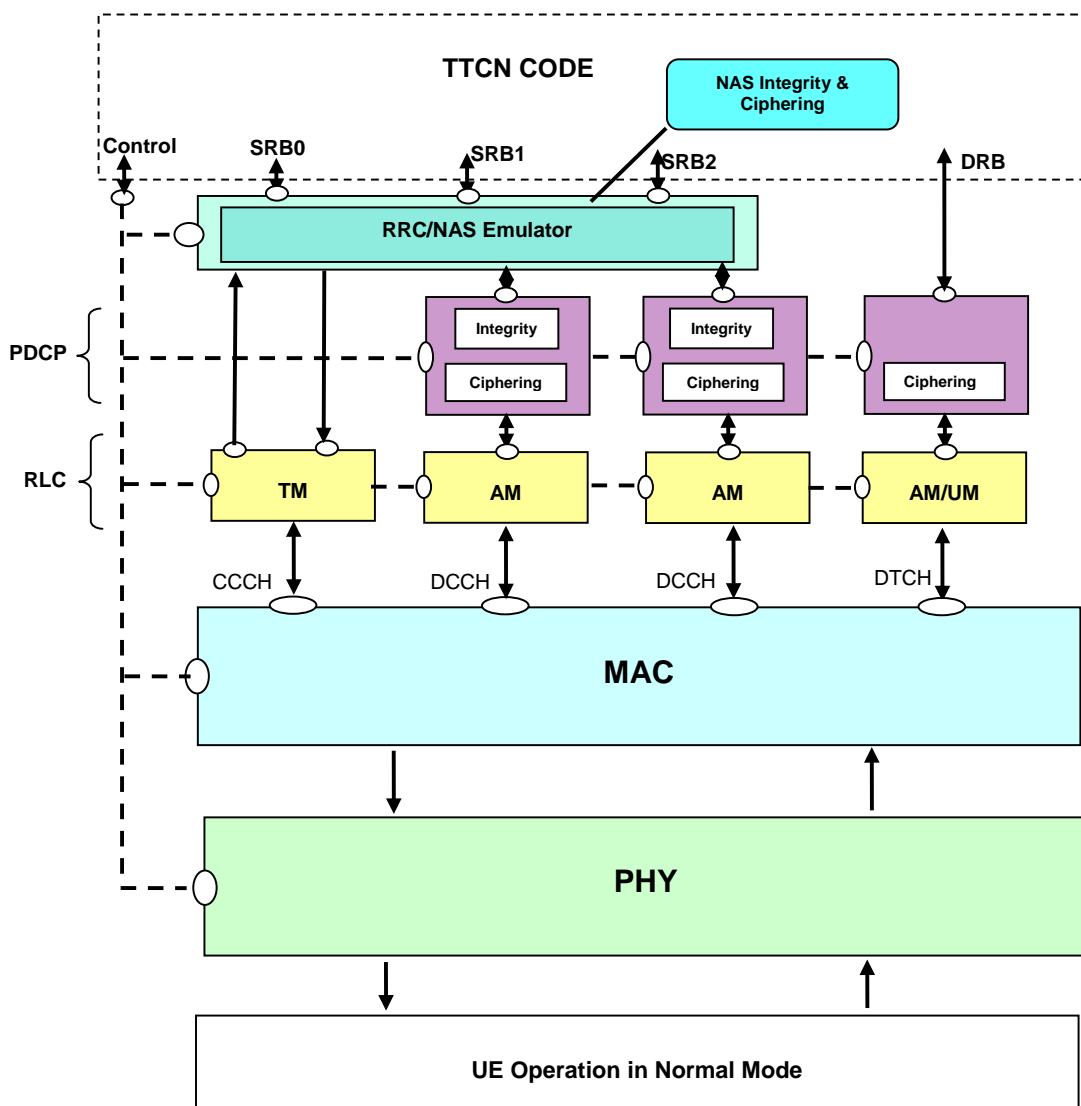 TTCN CODE
NAS Integrity &
Ciphering
Control
SRB0
SRB1
SRB2
DRB
RRC/NAS Emulator
PDCP
Integrity
Integrity
Ciphering
Ciphering
Ciphering
RLC
TM
AM
AM
AM/UM
CCCH
DCCH
DCCH
DTCH
MAC
PHY
UE Operation in Normal Mode